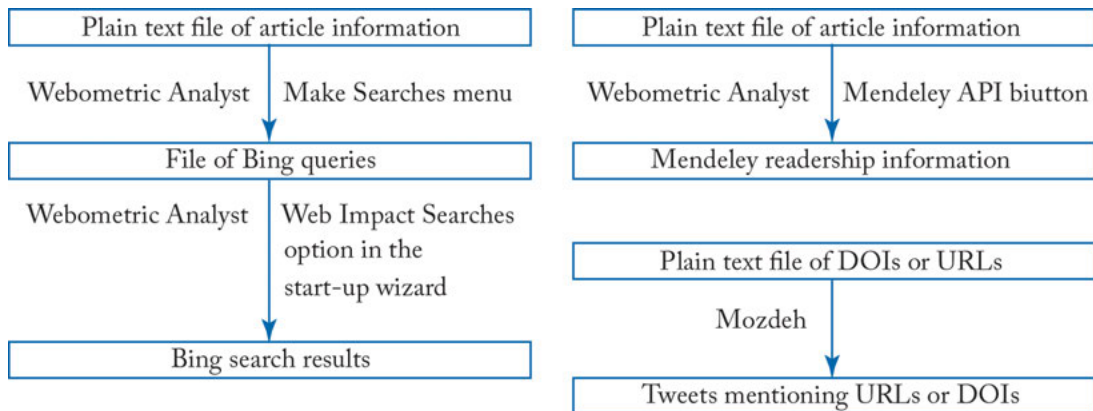 Plain text file of article information
Webometric Analyst Make Searches menu
File of Bing queries
Webometric Analyst Web Impact Searches
option in the
start-up wizard
Bing search results
Plain text file of article information
Webometric Analyst Mendeley API biutton
Mendeley readership information
Plain text file of DOIs or URLs
Mozdeh
Tweets mentioning URLs or DOIs